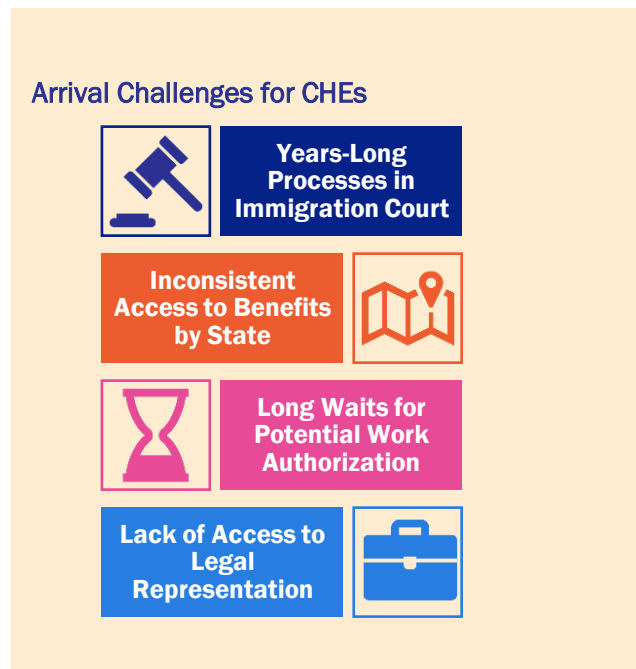 Arrival Challenges for CHEs
Years-Long
Processes in
Immigration Court
Inconsistent
Access to Benefits
by State
Long Waits for
Potential Work
Authorization
Lack of Access to
Legal
Representation